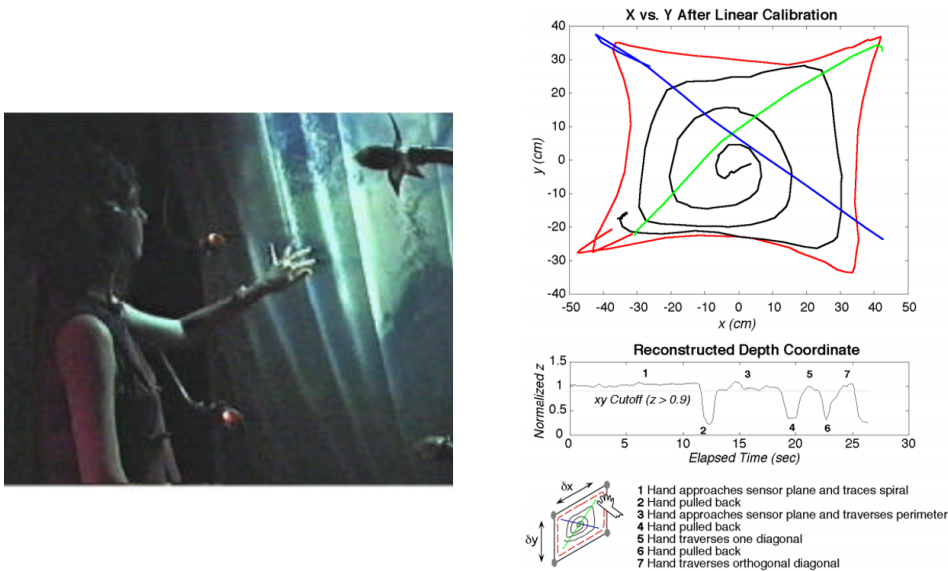 X vs. Y After Linear Calibration
40
30
20
10
0
-10
-20
-30
-40
y (cm)
-50 -40 -30 -20 -10 0 10 20 30 40 50
x (cm)
Reconstructed Depth Coordinate
1.5
1
0.5
0
Normalized z
1 3 5 7
xy Cutoff (z > 0.9)
2 4 6
0 5 10 15 20 25 30
Elapsed Time (sec)
δx
δy
1 Hand approaches sensor plane and traces spiral
2 Hand pulled back
3 Hand approaches sensor plane and traverses perimeter
4 Hand pulled back
5 Hand traverses one diagonal
6 Hand pulled back
7 Hand traverses orthogonal diagonal